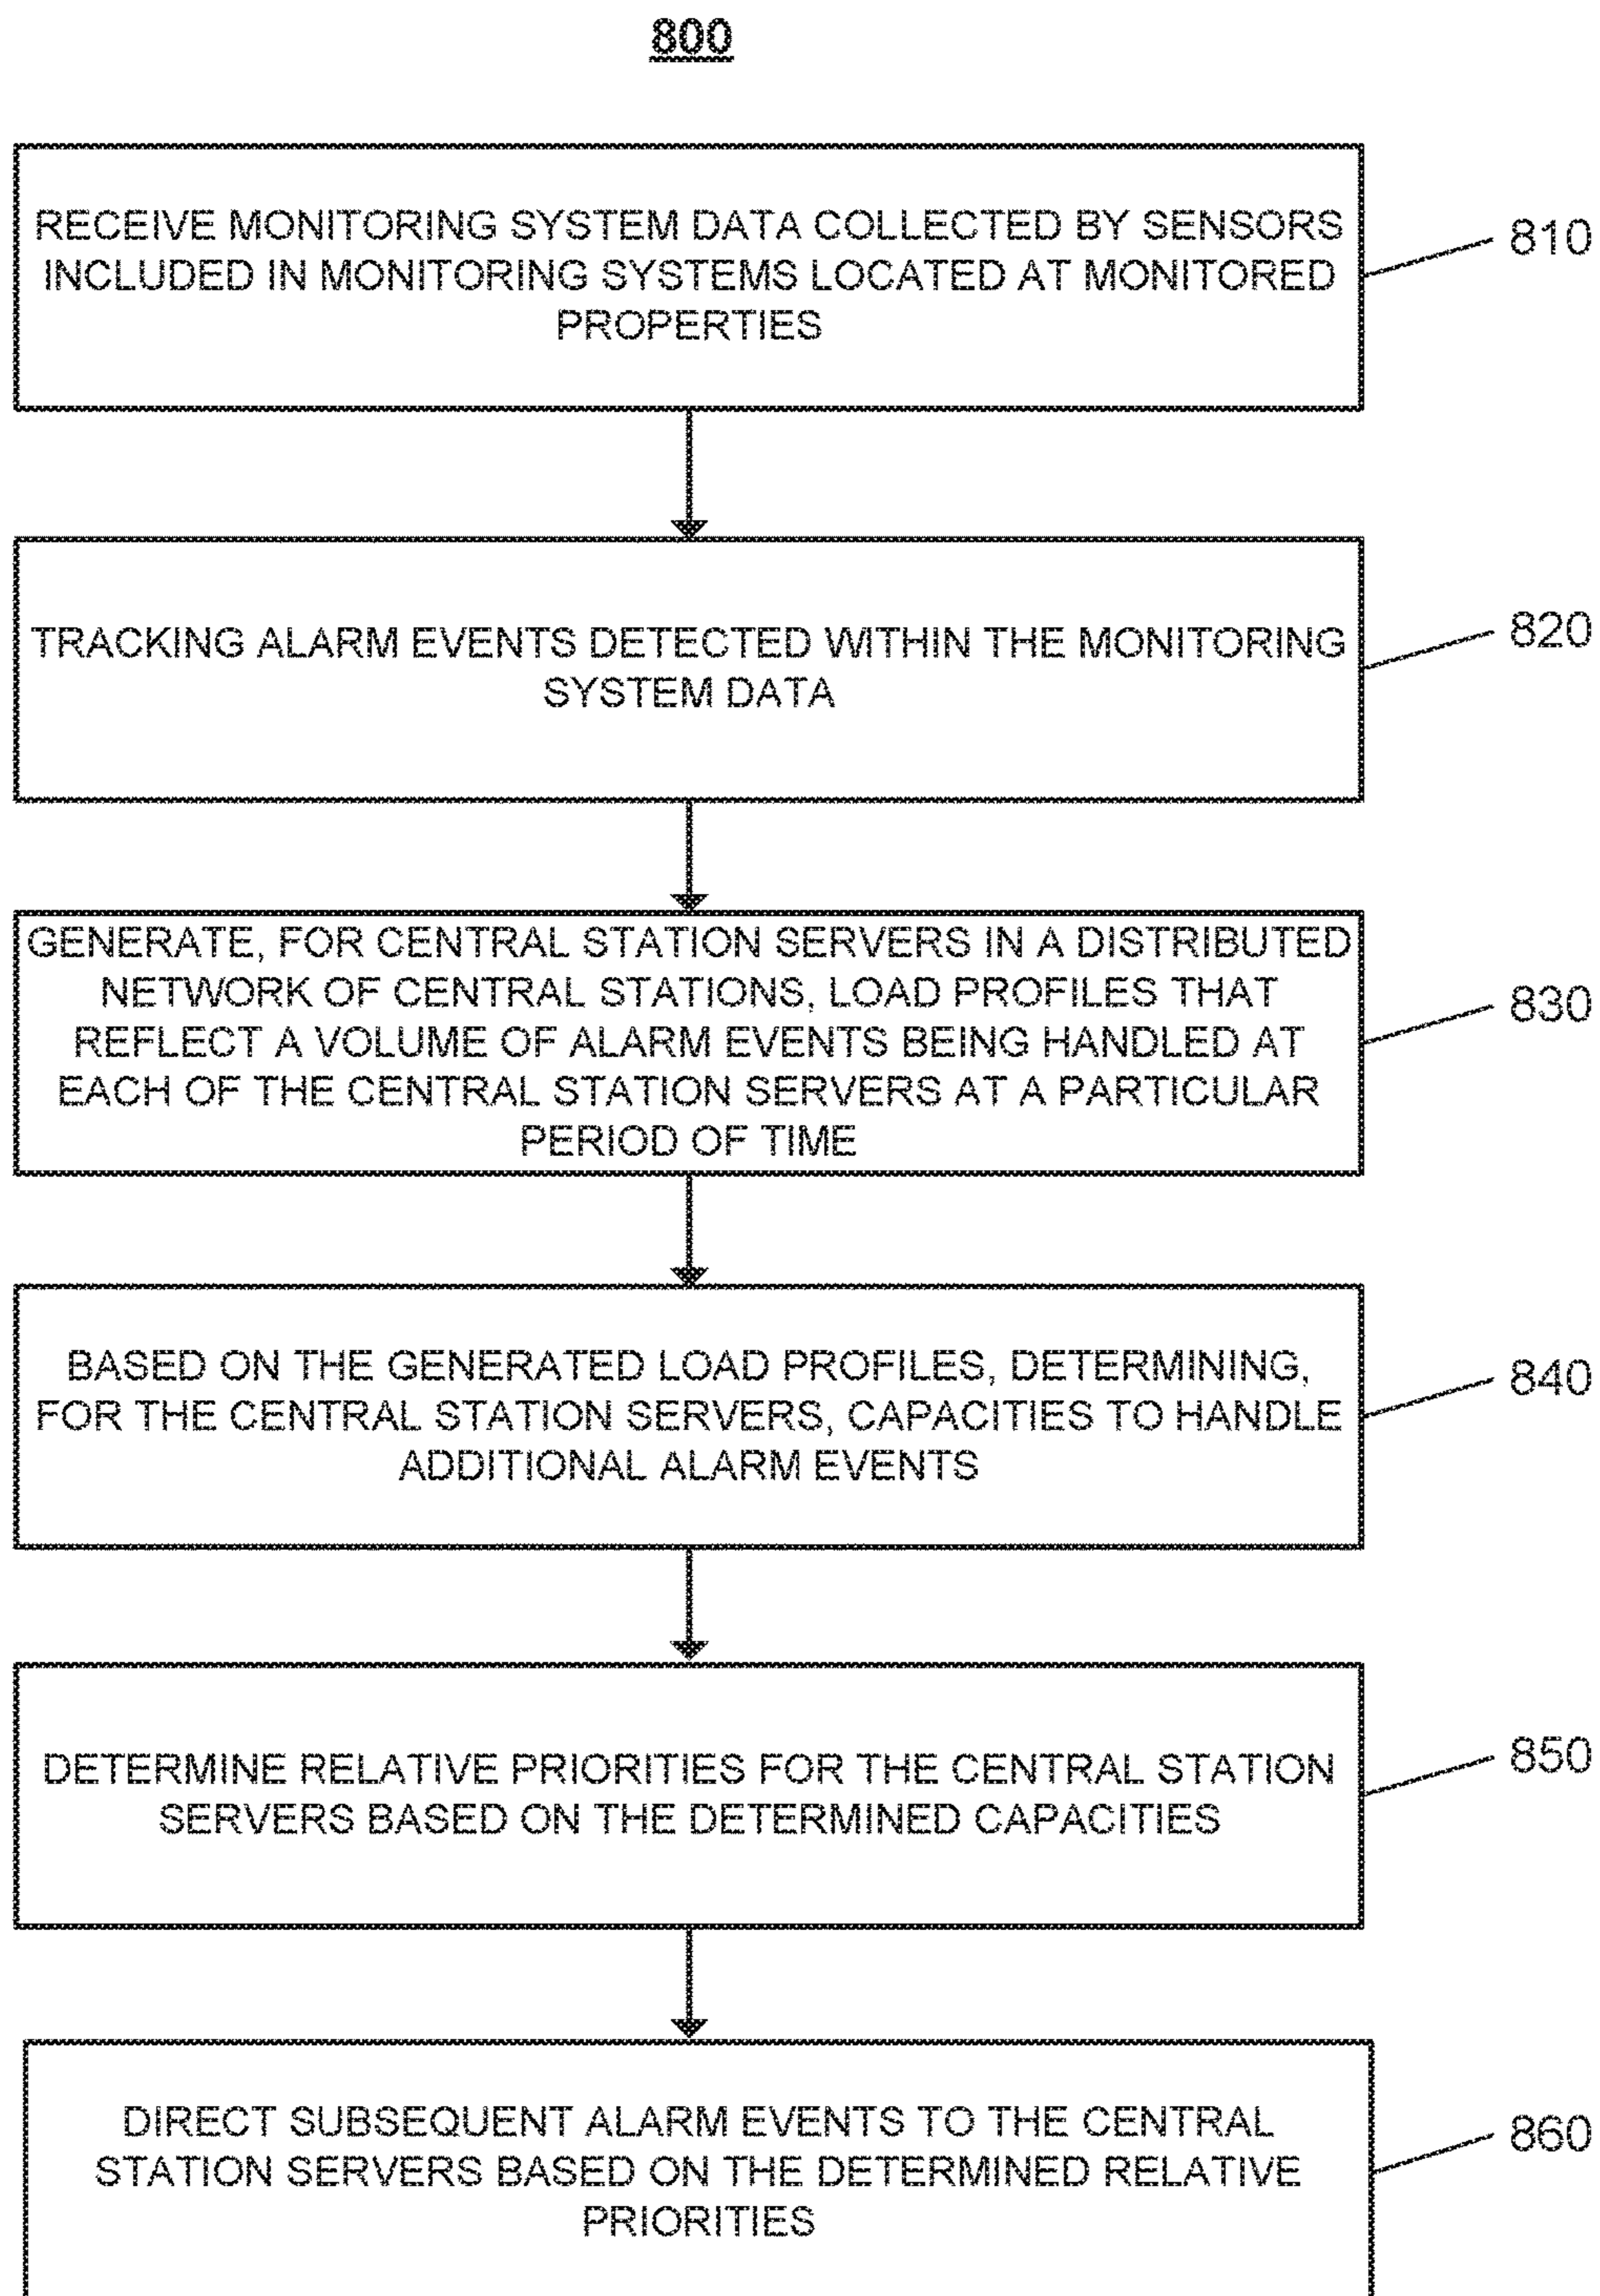 800
RECEIVE MONITORING SYSTEM DATA COLLECTED BY SENSORS
INCLUDED IN MONITORING SYSTEMS LOCATED AT MONITORED
PROPERTIES
810
TRACKING ALARM EVENTS DETECTED WITHIN THE MONITORING
SYSTEM DATA
820
GENERATE, FOR CENTRAL STATION SERVERS IN A DISTRIBUTED
NETWORK OF CENTRAL STATIONS, LOAD PROFILES THAT
REFLECT A VOLUME OF ALARM EVENTS BEING HANDLED AT
EACH OF THE CENTRAL STATION SERVERS AT A PARTICULAR
PERIOD OF TIME
830
BASED ON THE GENERATED LOAD PROFILES, DETERMINING,
FOR THE CENTRAL STATION SERVERS, CAPACITIES TO HANDLE
ADDITIONAL ALARM EVENTS
840
DETERMINE RELATIVE PRIORITIES FOR THE CENTRAL STATION
SERVERS BASED ON THE DETERMINED CAPACITIES
850
DIRECT SUBSEQUENT ALARM EVENTS TO THE CENTRAL
STATION SERVERS BASED ON THE DETERMINED RELATIVE
PRIORITIES
860